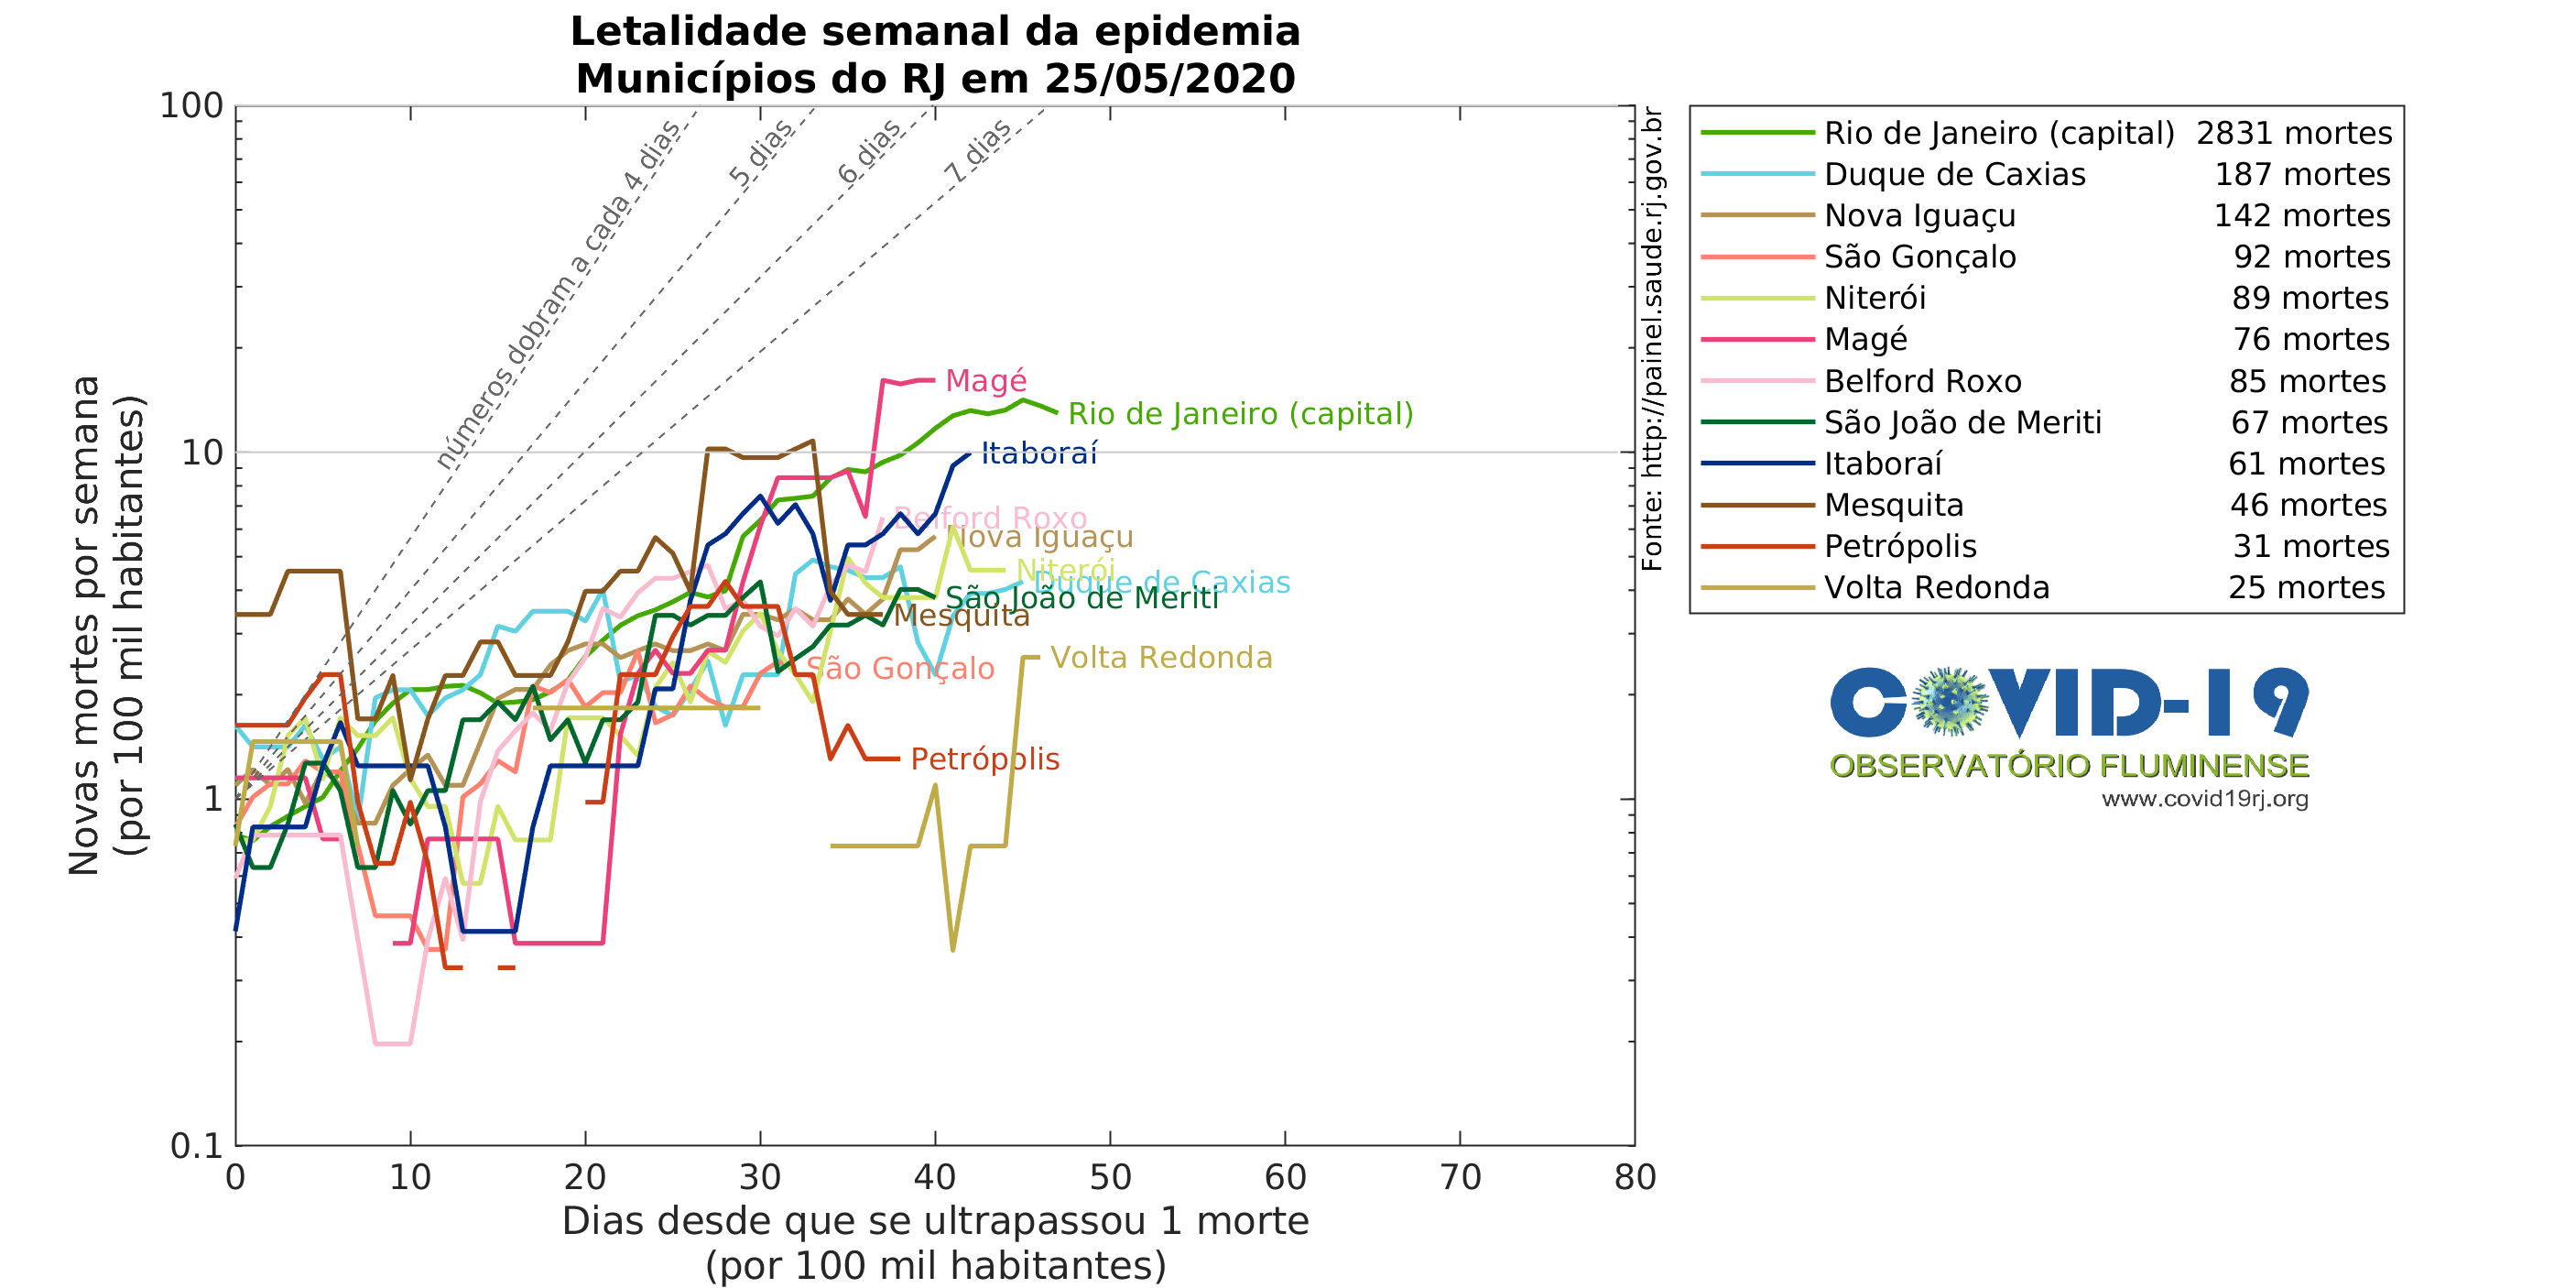 Letalidade semanal da epidemia
Municípios do RJ em 25/05/2020
Novas mortes por semana
(por 100 mil habitantes)
100
10
1
0.1
0
10
20
30
40
50
60
70
80
Dias desde que se ultrapassou 1 morte
(por 100 mil habitantes)
números dobram a cada 4 dias
5 dias
6 dias
7 dias
Magé
Rio de Janeiro (capital)
Itaboraí
Belford Roxo
Nova Iguaçu
Niterói
Duque de Caxias
São João de Meriti
Mesquita
Volta Redonda
São Gonçalo
Petrópolis
Fonte: http://painel.saude.rj.gov.br
Rio de Janeiro (capital) 2831 mortes
Duque de Caxias 187 mortes
Nova Iguaçu 142 mortes
São Gonçalo 92 mortes
Niterói 89 mortes
Magé 76 mortes
Belford Roxo 85 mortes
São João de Meriti 67 mortes
Itaboraí 61 mortes
Mesquita 46 mortes
Petrópolis 31 mortes
Volta Redonda 25 mortes
COVID-19
OBSERVATÓRIO FLUMINENSE
www.covid19rj.org